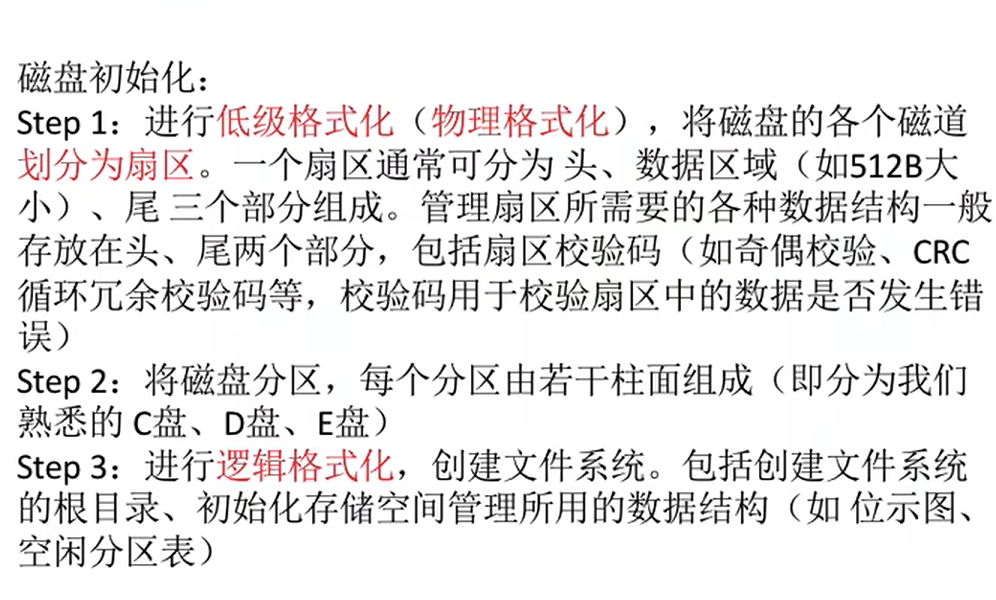 磁盘初始化：
Step 1：进行低级格式化（物理格式化），将磁盘的各个磁道
划分为扇区。一个扇区通常可分为 头、数据区域（如512B大
小）、尾 三个部分组成。管理扇区所需要的各种数据结构一般
存放在头、尾两个部分，包括扇区校验码（如奇偶校验、CRC
循环冗余校验码等，校验码用于校验扇区中的数据是否发生错
误）
Step 2：将磁盘分区，每个分区由若干柱面组成（即分为我们
熟悉的 C盘、D盘、E盘）
Step 3：进行逻辑格式化，创建文件系统。包括创建文件系统
的根目录、初始化存储空间管理所用的数据结构（如 位示图、
空闲分区表）